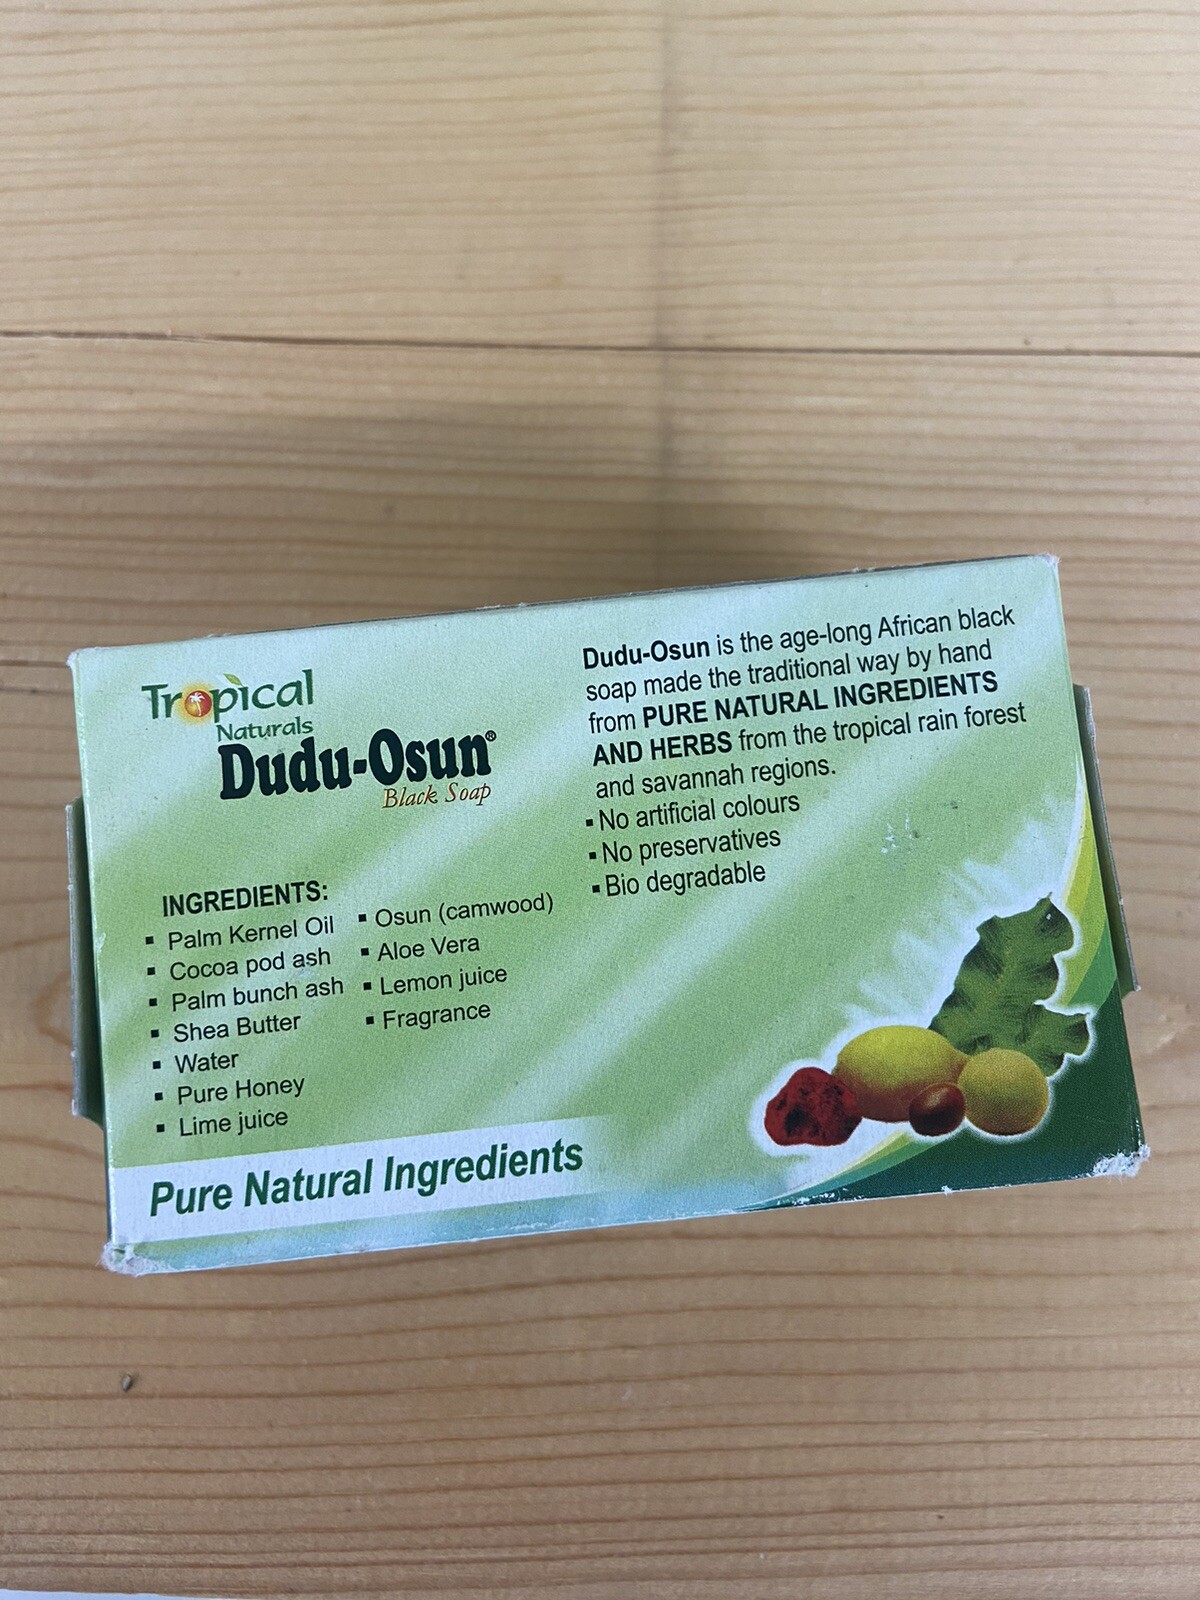 Tropical
Naturals
Dudu-Osun®
Black Soap
INGREDIENTS:
▪ Palm Kernel Oil
▪ Cocoa pod ash
▪ Palm bunch ash
▪ Shea Butter
▪ Water
▪ Pure Honey
▪ Lime juice
▪ Osun (camwood)
▪ Aloe Vera
▪ Lemon juice
▪ Fragrance
Pure Natural Ingredients
Dudu-Osun is the age-long African black
soap made the traditional way by hand
from PURE NATURAL INGREDIENTS
AND HERBS from the tropical rain forest
and savannah regions.
▪ No artificial colours
▪ No preservatives
▪ Bio degradable